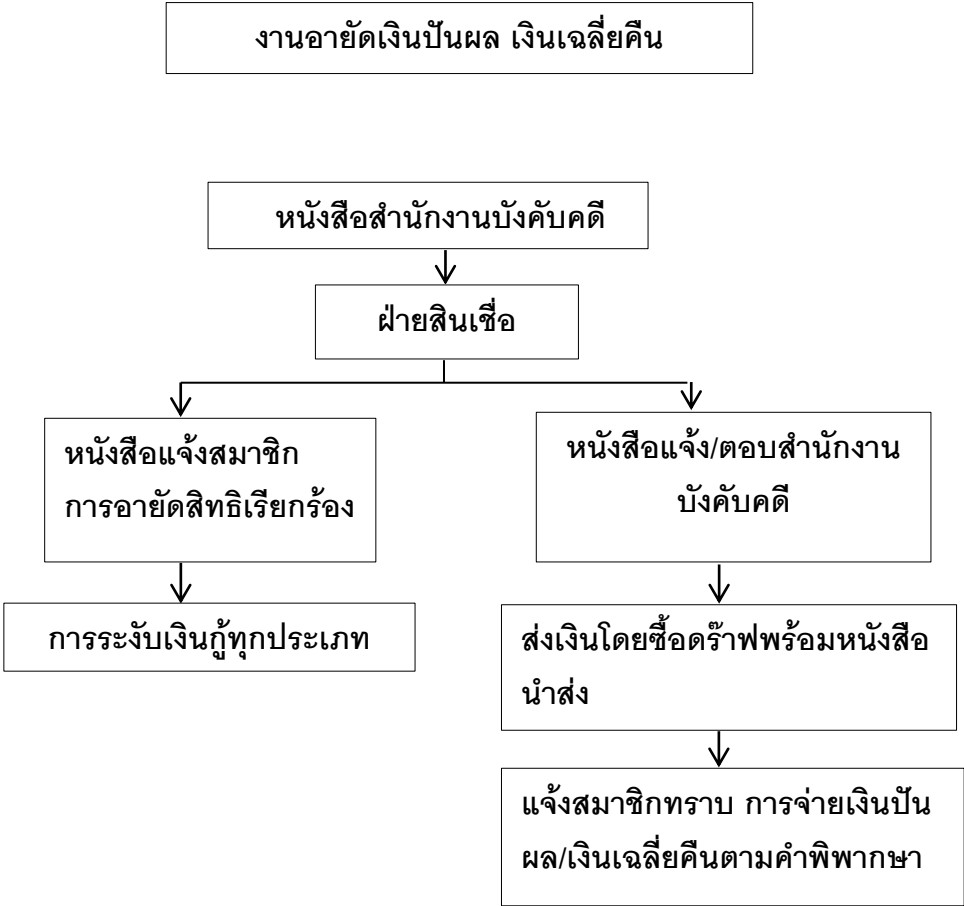 งานอายัดเงินปันผล เงินเฉลี่ยคืน
หนังสือสำนักงานบังคับคดี
ฝ่ายสินเชื่อ
หนังสือแจ้งสมาชิก
การอายัดสิทธิเรียกร้อง
หนังสือแจ้ง/ตอบสำนักงาน
บังคับคดี
การระงับเงินกู้ทุกประเภท
ส่งเงินโดยซื้อดร๊าฟพร้อมหนังสือ
นำส่ง
แจ้งสมาชิกทราบ การจ่ายเงินปัน
ผล/เงินเฉลี่ยคืนตามคำพิพากษา